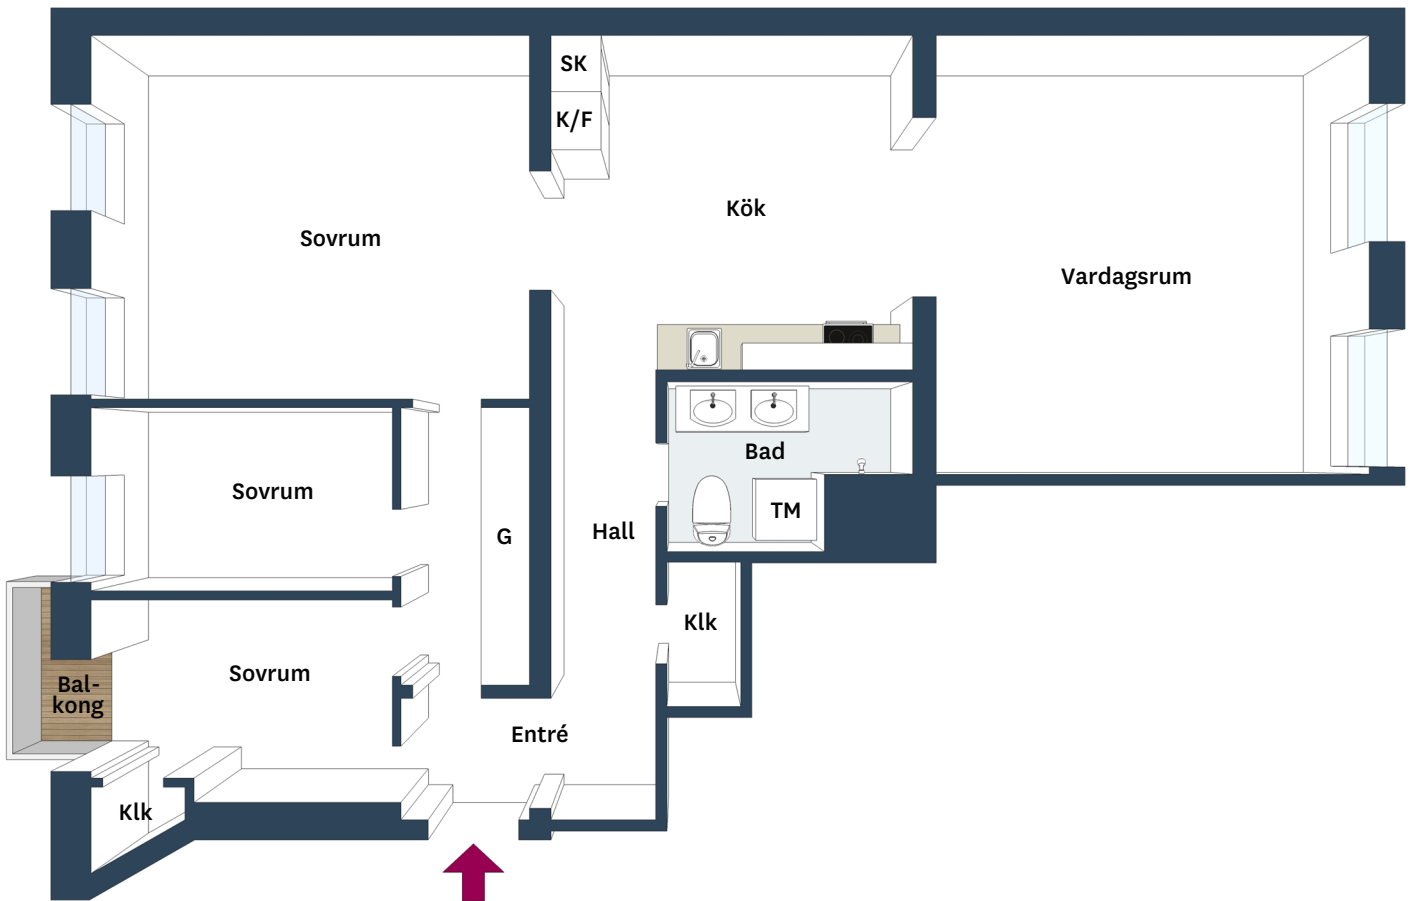 SK
K/F
Kök
Sovrum
Vardagsrum
Bad
Sovrum
TM
Hall
G
Klk
Sovrum
Bal-
kong
Entré
Klk